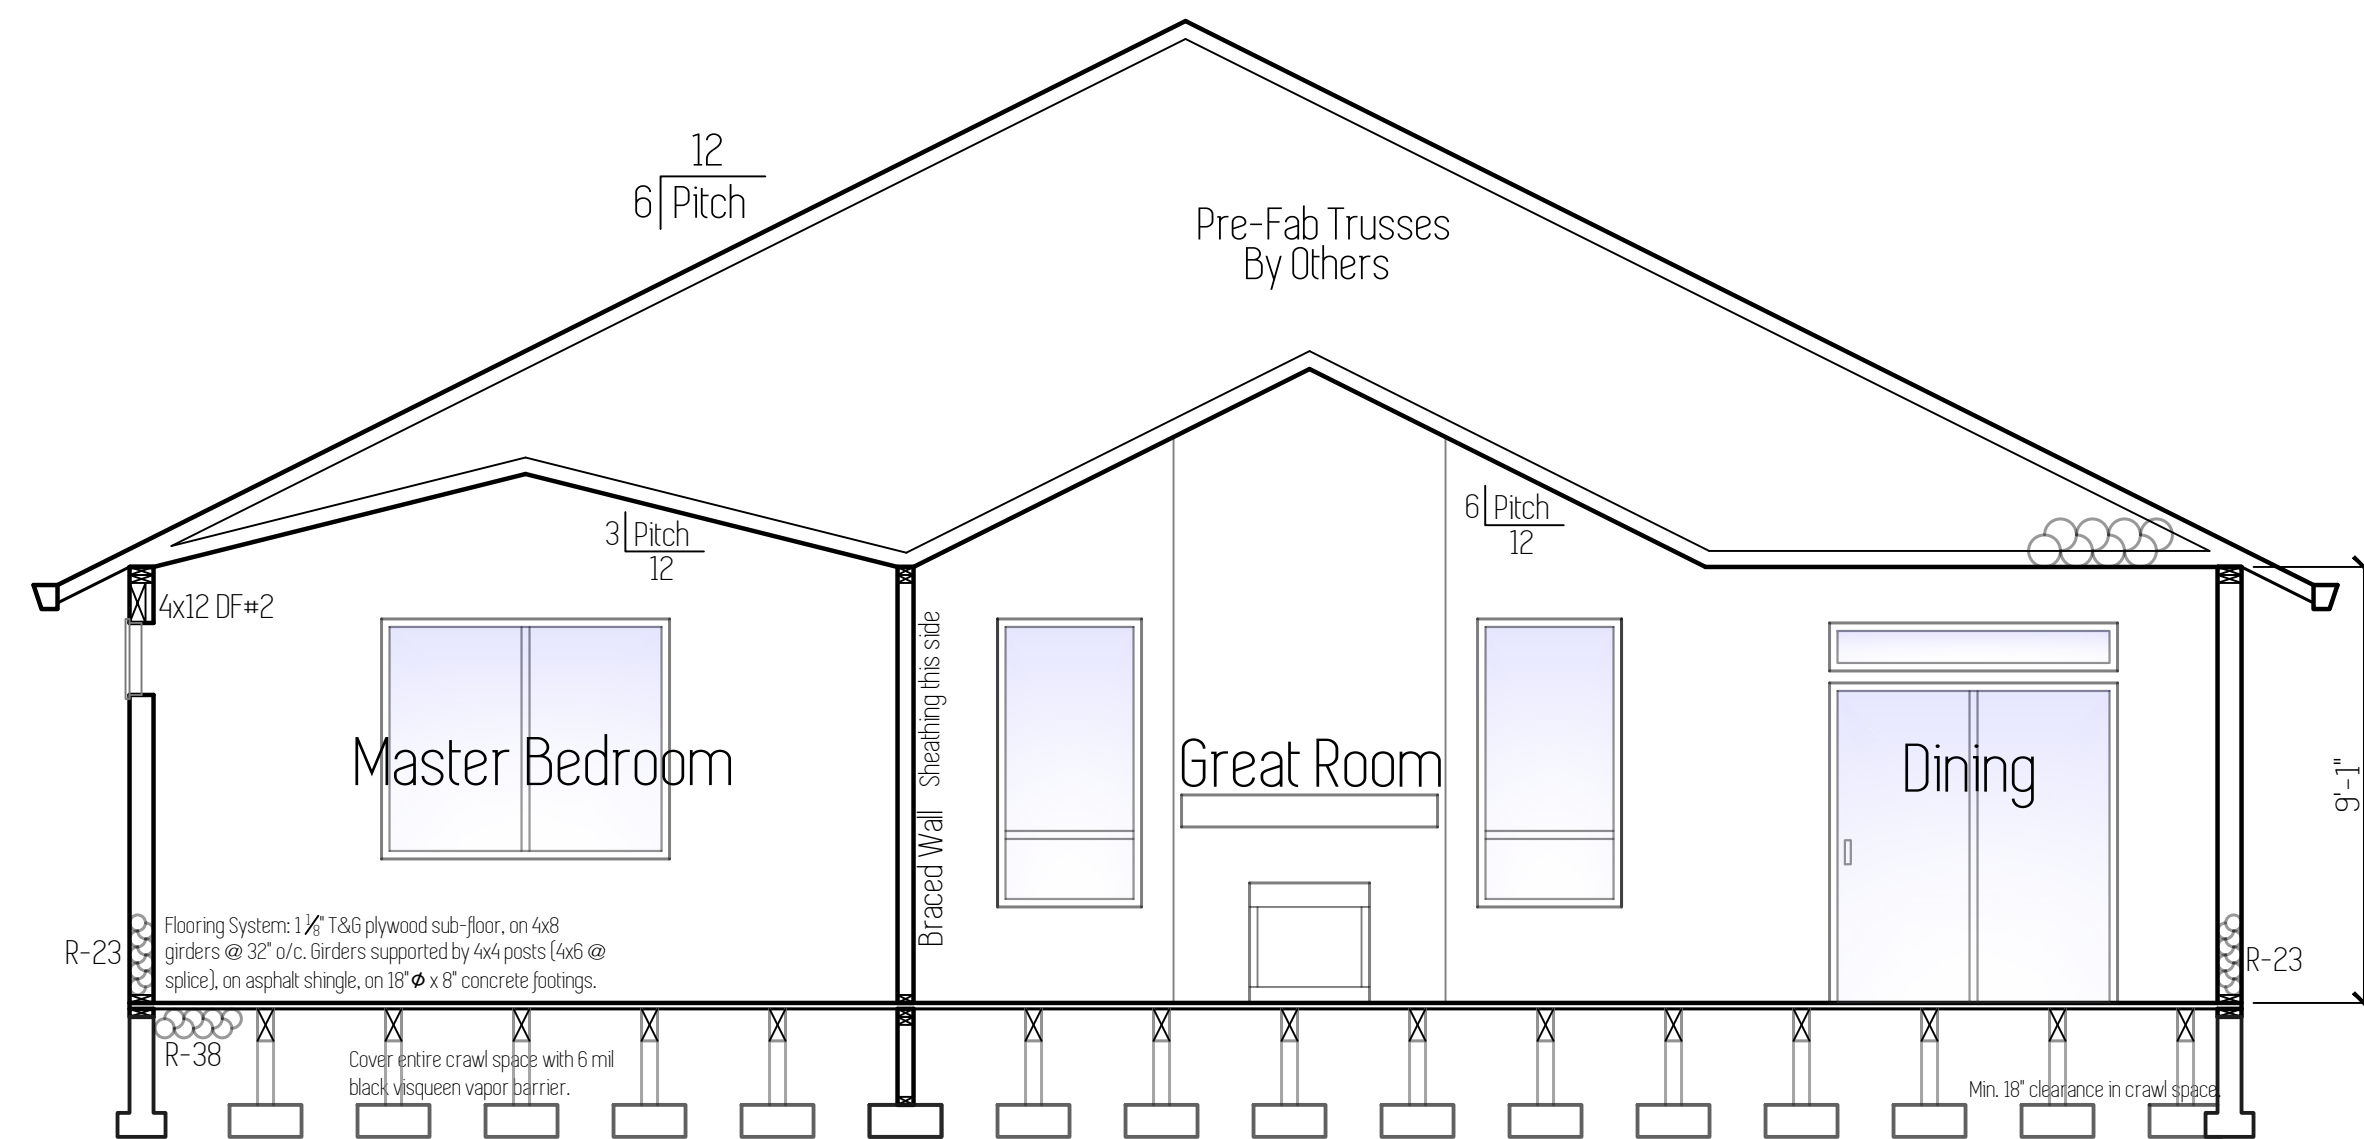 12
6 Pitch
Pre-Fab Trusses
By Others
3 Pitch
12
6 Pitch
12
4x12 DF#2
Master Bedroom
Braced Wall Sheathing this side
Great Room
Dining
9'-1"
R-23
Flooring System: 1 1/8" T&G plywood sub-floor, on 4x8
girders @ 32" o/c. Girders supported by 4x4 posts (4x6 @
splice), on asphalt shingle, on 18" Ø x 8" concrete footings.
R-23
R-38
Cover entire crawl space with 6 mil
black visqueen vapor barrier.
Min. 18" clearance in crawl space.